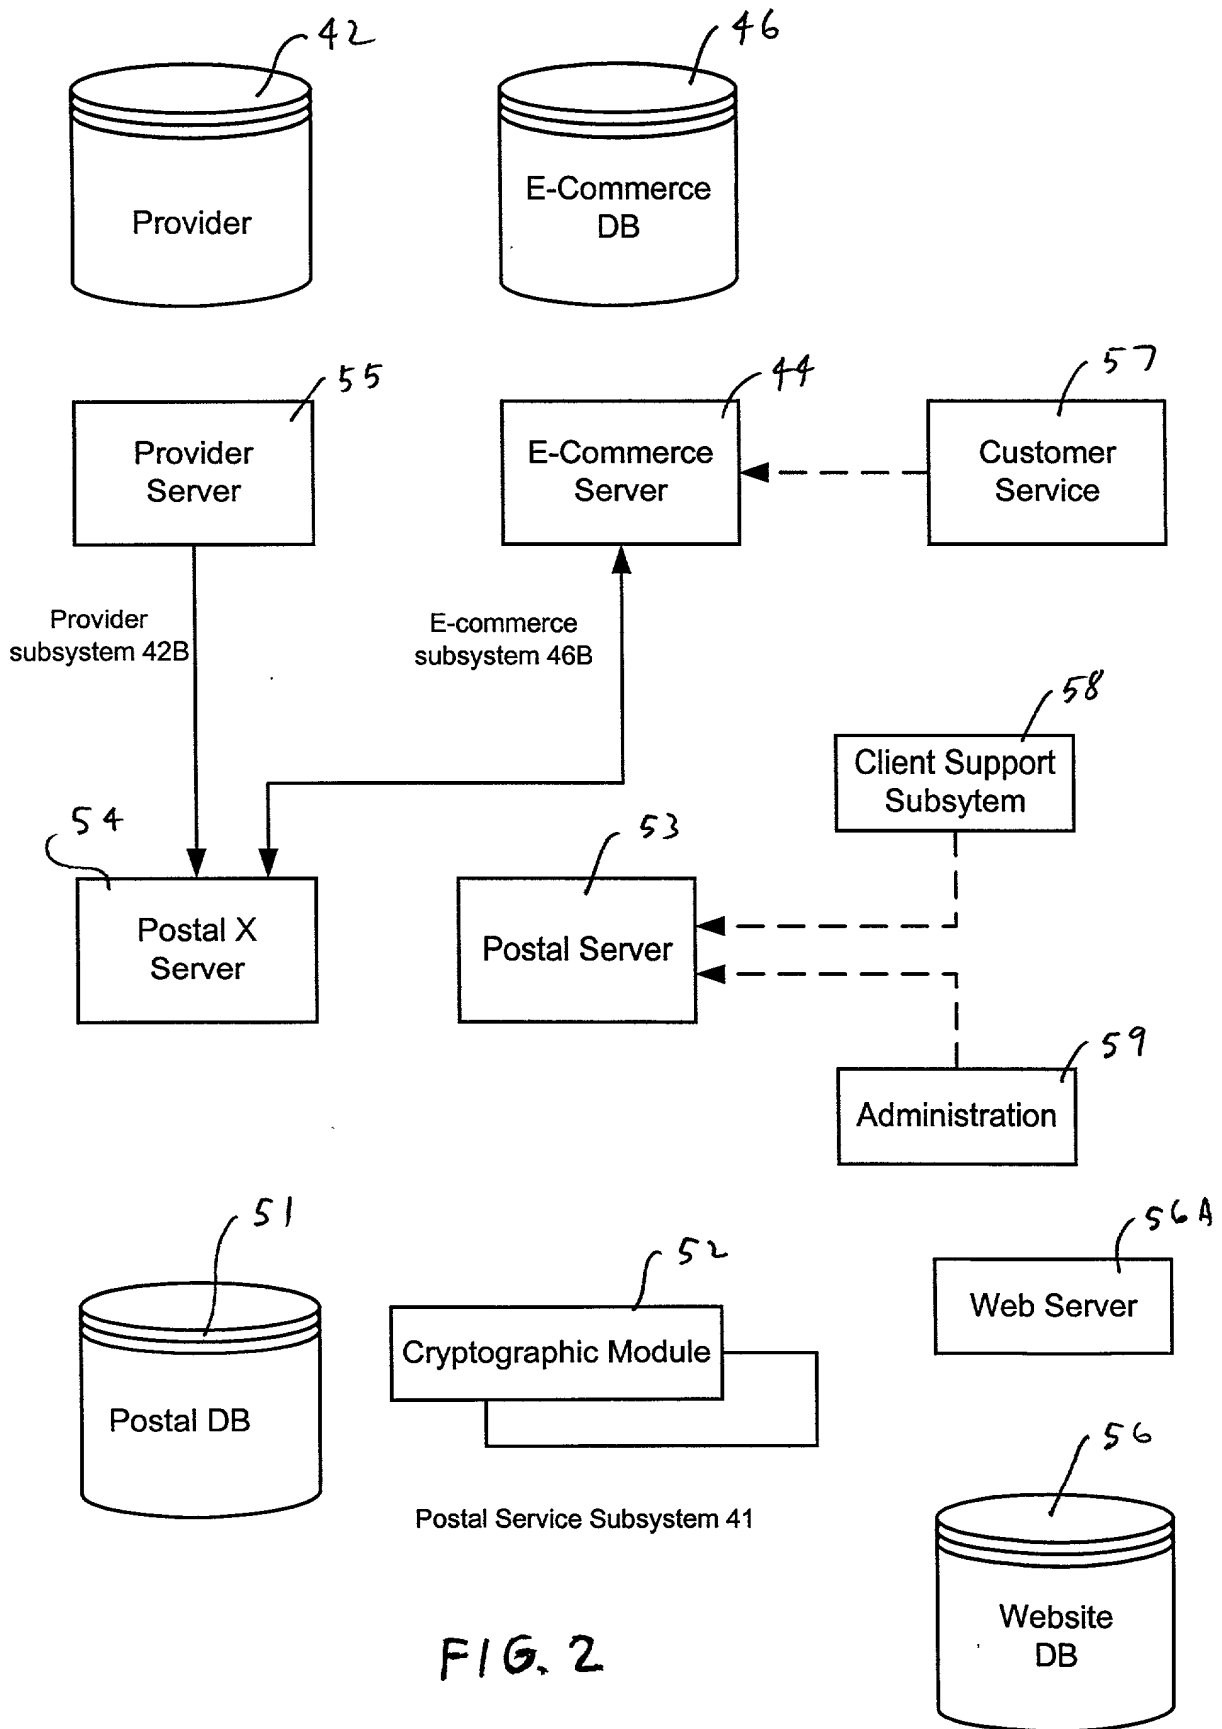 42
46
Provider
E-Commerce
DB
55
44
57
Provider
Server
E-Commerce
Server
Customer
Service
Provider
subsystem 42B
E-commerce
subsystem 46B
58
Client Support
Subsytem
54
53
Postal X
Server
Postal Server
59
Administration
51
52
56A
Web Server
Cryptographic Module
Postal DB
56
Postal Service Subsystem 41
Website
DB
FIG. 2